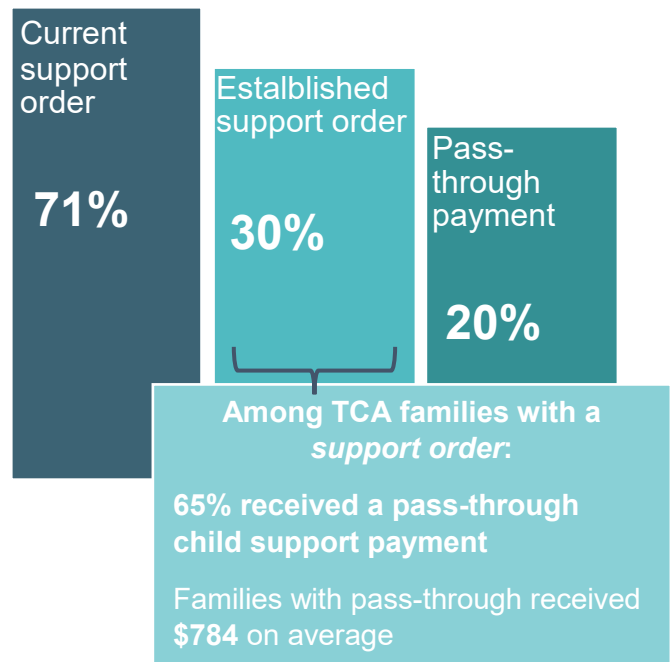 Current
support
order
71%
Estalblished
support order
30%
Pass-
through
payment
20%
Among TCA families with a
support order:
65% received a pass-through
child support payment
Families with pass-through received
$784 on average